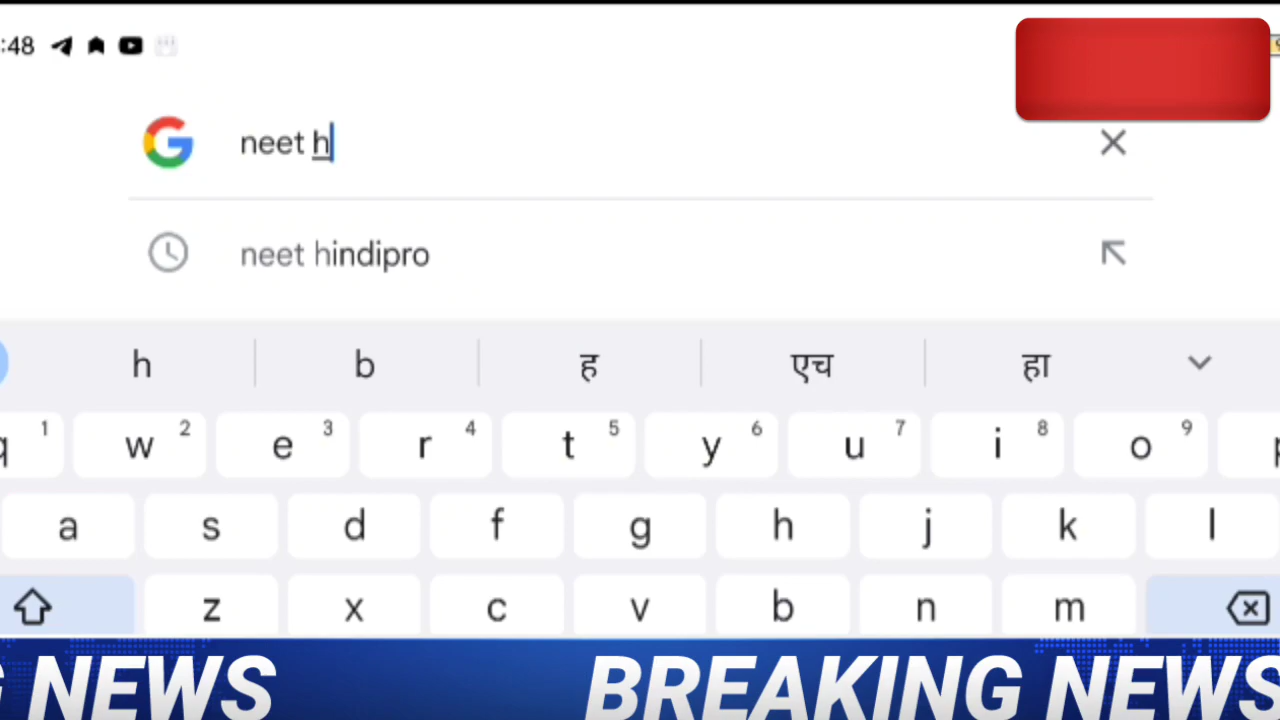 :48
neet h
neet hindipro
h b ह एच हा
q 1 w 2 e 3 r 4 t 5 y 6 u 7 i 8 o 9 p
a s d f g h j k l
z x c v b n m
G NEWS BREAKING NEWS